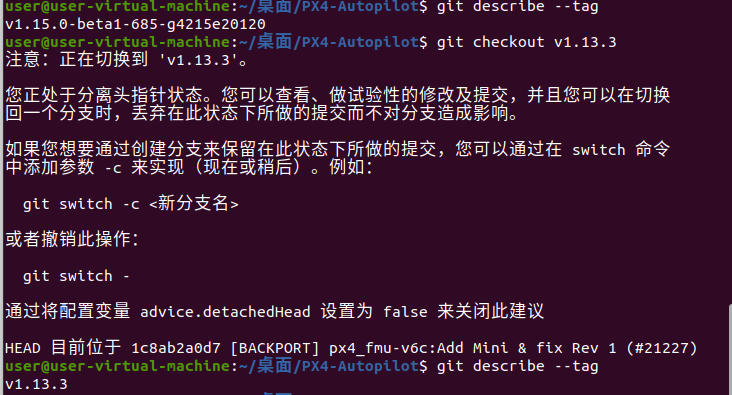 user@user-virtual-machine:~/桌面/PX4-Autopilot$ git describe --tag
v1.15.0-beta1-685-g4215e20120
user@user-virtual-machine:~/桌面/PX4-Autopilot$ git checkout v1.13.3
注意：正在切换到 'v1.13.3'。
您正处于分离头指针状态。您可以查看、做试验性的修改及提交，并且您可以在切换
回一个分支时，丢弃在此状态下所做的提交而不对分支造成影响。
如果您想要通过创建分支来保留在此状态下所做的提交，您可以通过在 switch 命令
中添加参数 -c 来实现（现在或稍后）。例如：
git switch -c <新分支名>
或者撤销此操作：
git switch -
通过将配置变量 advice.detachedHead 设置为 false 来关闭此建议
HEAD 目前位于 1c8ab2a0d7 [BACKPORT] px4_fmu-v6c:Add Mini & fix Rev 1 (#21227)
user@user-virtual-machine:~/桌面/PX4-Autopilot$ git describe --tag
v1.13.3